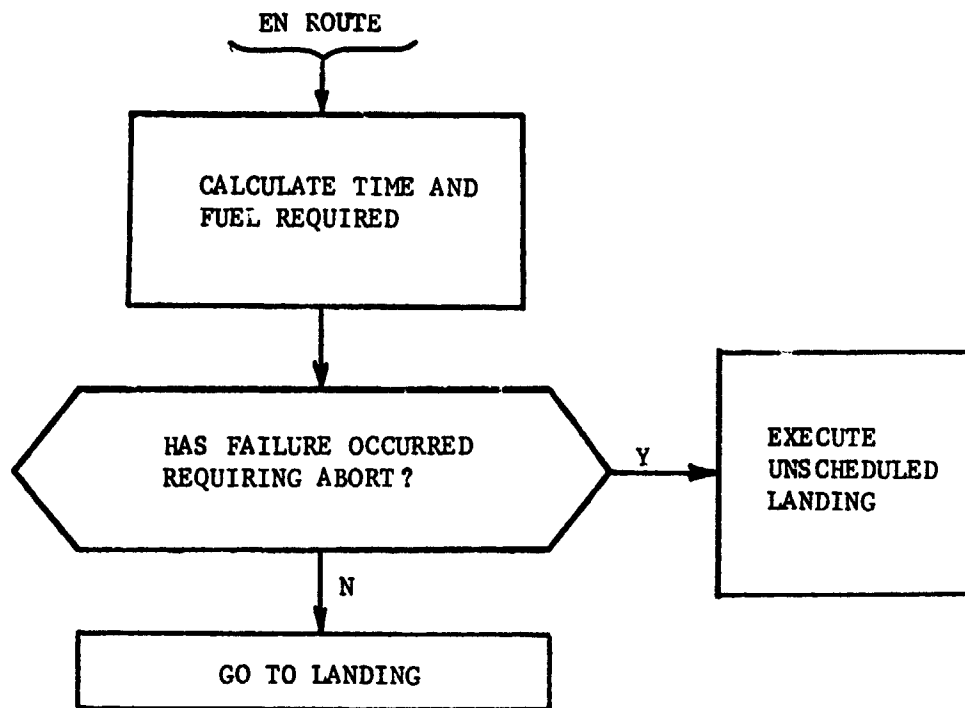 EN ROUTE
CALCULATE TIME AND
FUEL REQUIRED
HAS FAILURE OCCURRED
REQUIRING ABORT?
Y
EXECUTE
UNSCHEDULED
LANDING
N
GO TO LANDING